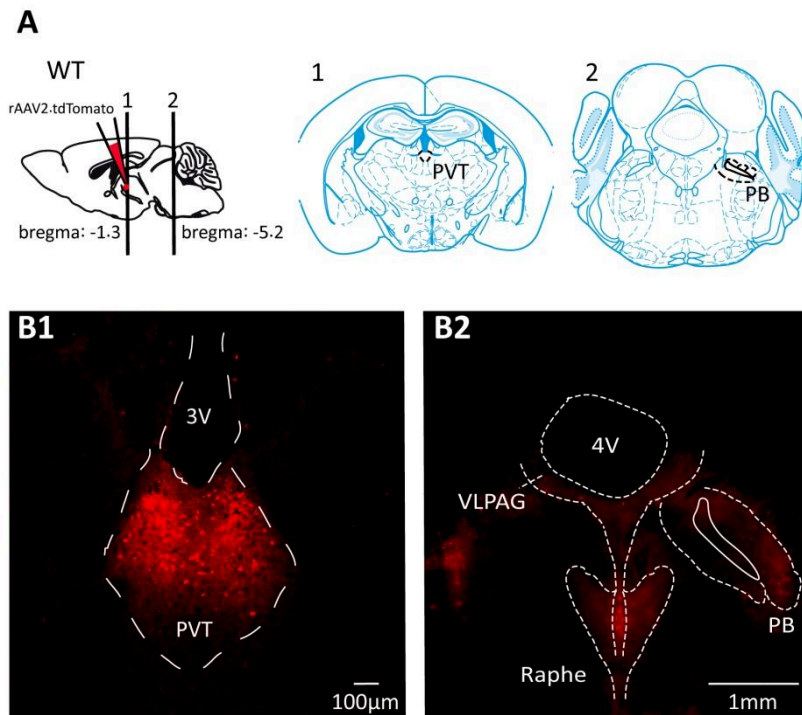 A
WT
rAAV2.tdTomato
1
2
bregma: -1.3
bregma: -5.2
1
PVT
2
PB
B1
3V
PVT
100μm
B2
4V
VLPAG
PB
Raphe
1mm